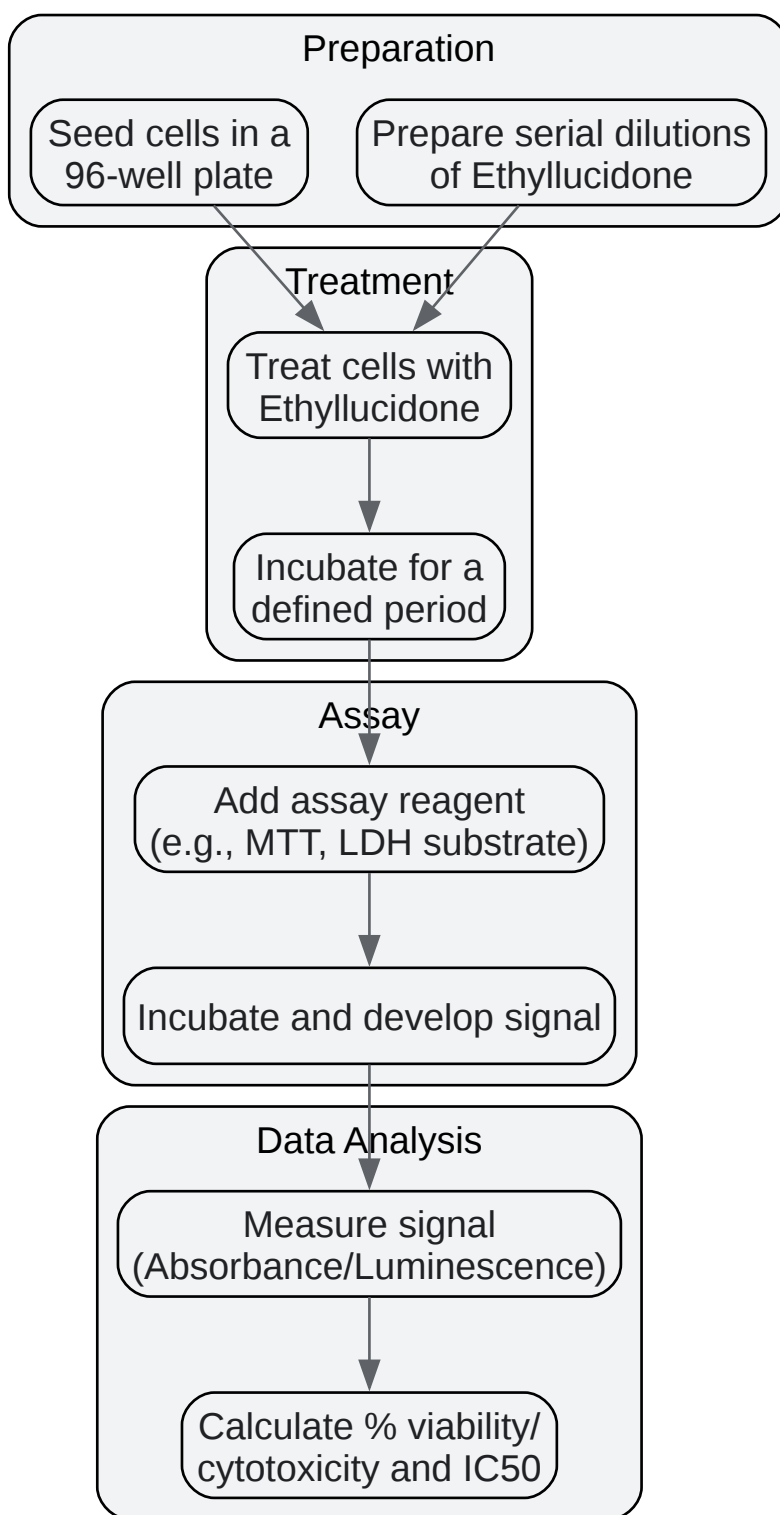 Preparation
Seed cells in a
96-well plate
Prepare serial dilutions
of Ethyllucidone
Treatment
Treat cells with
Ethyllucidone
Incubate for a
defined period
Assay
Add assay reagent
(e.g., MTT, LDH substrate)
Incubate and develop signal
Data Analysis
Measure signal
(Absorbance/Luminescence)
Calculate % viability/
cytotoxicity and IC50